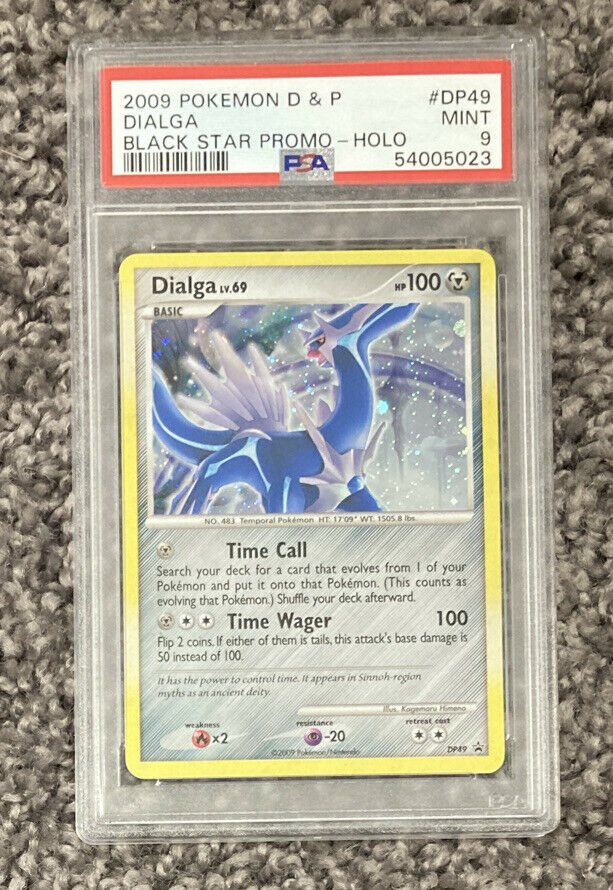 2009 POKEMON D & P #DP49
DIALGA MINT
BLACK STAR PROMO - HOLO 9
PSA 54005023
Dialga LV.69 HP 100
BASIC
NO. 483 Temporal Pokémon HT: 17'09" WT: 1505.8 lbs.
Time Call
Search your deck for a card that evolves from 1 of your
Pokémon and put it onto that Pokémon. (This counts as
evolving that Pokémon.) Shuffle your deck afterward.
Time Wager 100
Flip 2 coins. If either of them is tails, this attack's base damage is
50 instead of 100.
It has the power to control time. It appears in Sinnoh-region
myths as an ancient deity.
Illus. Kagemaru Himeno
weakness resistance retreat cost
x2 -20
©2009 Pokémon/Nintendo DP49